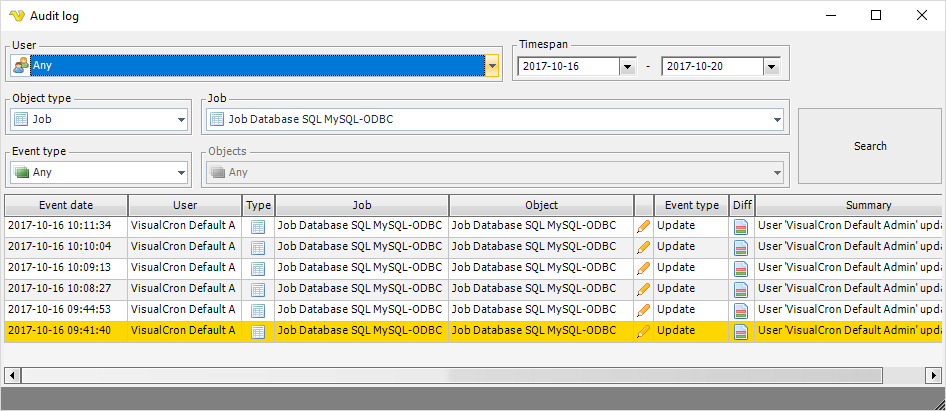 Audit log
User
Timespan
Any
2017-10-16 - 2017-10-20
Object type
Job
Job
Job Database SQL MySQL-ODBC
Search
Event type
Objects
Any
Any
Event date User Type Job Object Event type Diff Summary
2017-10-16 10:11:34 VisualCron Default A Job Database SQL MySQL-ODBC Job Database SQL MySQL-ODBC Update User 'VisualCron Default Admin' upda
2017-10-16 10:10:04 VisualCron Default A Job Database SQL MySQL-ODBC Job Database SQL MySQL-ODBC Update User 'VisualCron Default Admin' upda
2017-10-16 10:09:13 VisualCron Default A Job Database SQL MySQL-ODBC Job Database SQL MySQL-ODBC Update User 'VisualCron Default Admin' upda
2017-10-16 10:08:27 VisualCron Default A Job Database SQL MySQL-ODBC Job Database SQL MySQL-ODBC Update User 'VisualCron Default Admin' upda
2017-10-16 09:44:53 VisualCron Default A Job Database SQL MySQL-ODBC Job Database SQL MySQL-ODBC Update User 'VisualCron Default Admin' upda
2017-10-16 09:41:40 VisualCron Default A Job Database SQL MySQL-ODBC Job Database SQL MySQL-ODBC Update User 'VisualCron Default Admin' upda